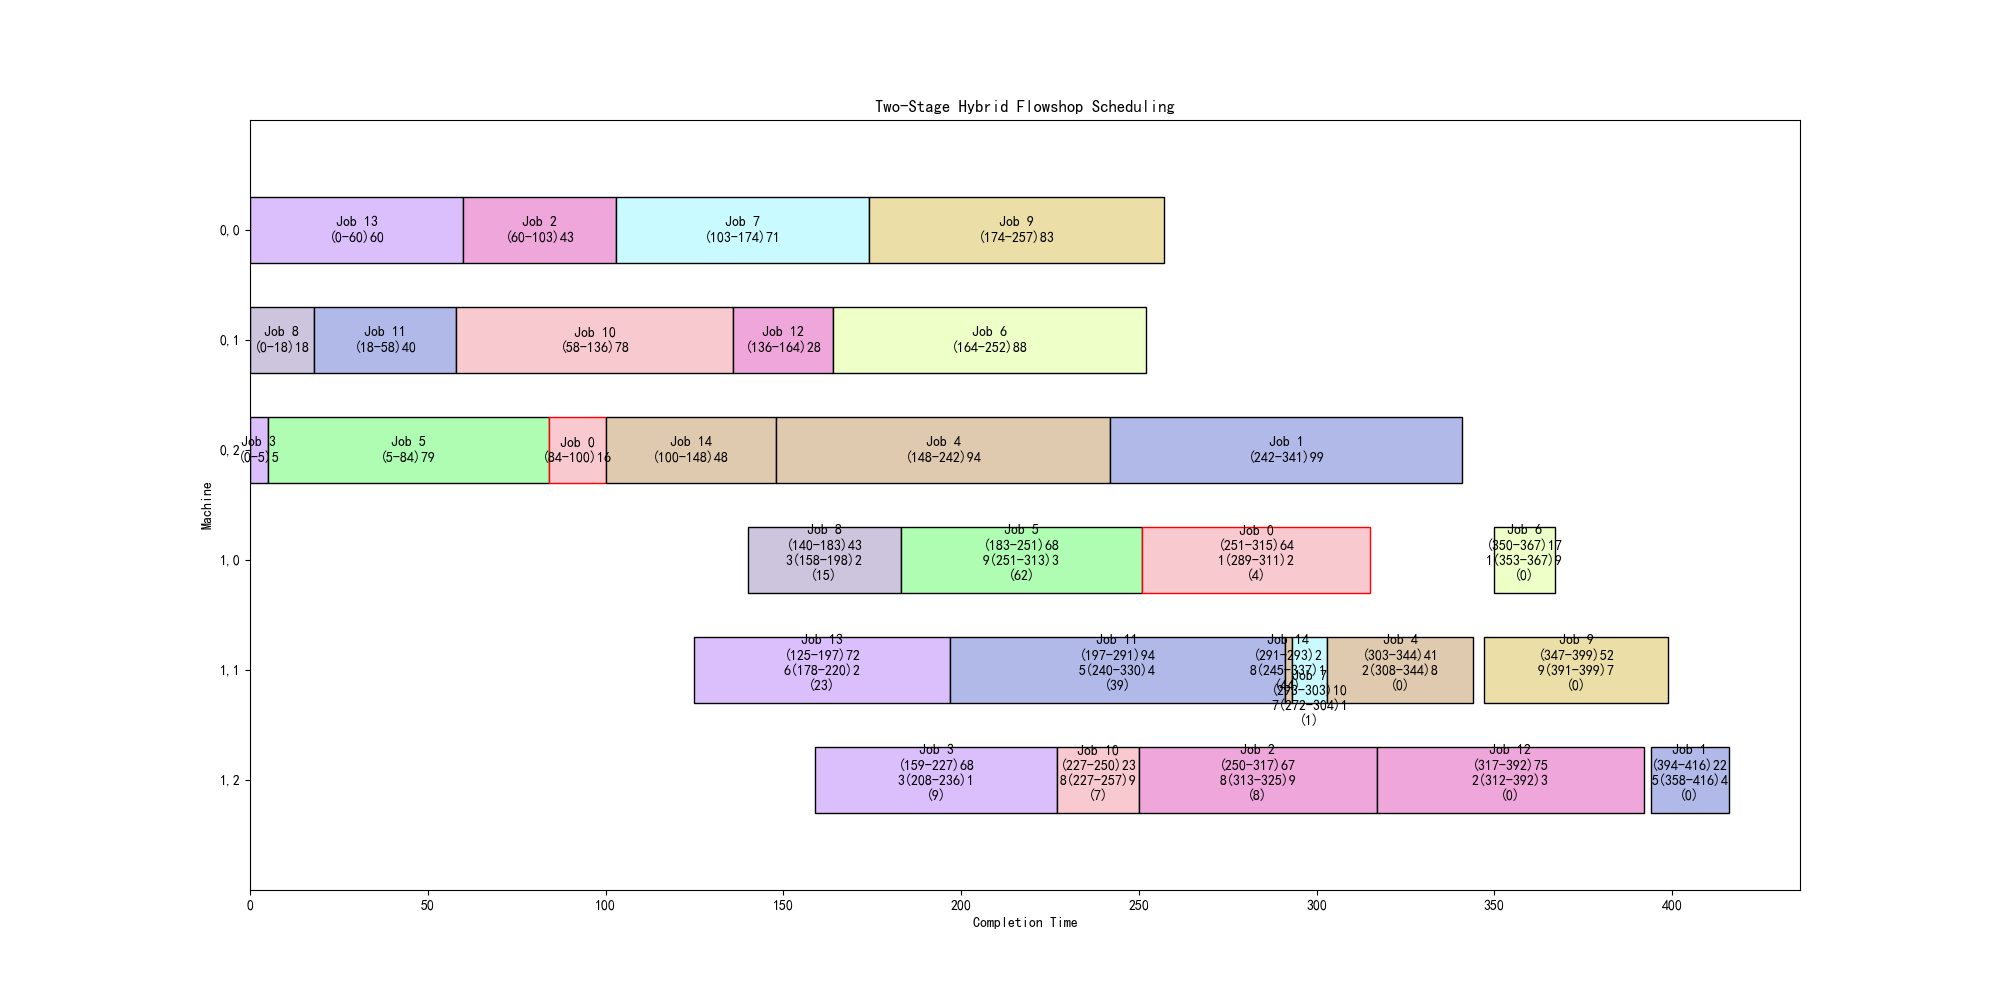 Two-Stage Hybrid Flowshop Scheduling
0,0
Job 13
(0-60)60
Job 2
(60-103)43
Job 7
(103-174)71
Job 9
(174-257)83
0,1
Job 8
(0-18)18
Job 11
(18-58)40
Job 10
(58-136)78
Job 12
(136-164)28
Job 6
(164-252)88
0,2
Job 3
(0-5)5
Job 5
(5-84)79
Job 0
(84-100)16
Job 14
(100-148)48
Job 4
(148-242)94
Job 1
(242-341)99
Machine
1,0
Job 8
(140-183)43
3(158-198)2
(15)
Job 5
(183-251)68
9(251-313)3
(62)
Job 0
(251-315)64
1(289-311)2
(4)
Job 6
(350-367)17
1(353-367)9
(0)
1,1
Job 13
(125-197)72
6(178-220)2
(23)
Job 11
(197-291)94
5(240-330)4
(39)
Job 14
(291-293)2
8(245-337)1
Job 7
(293-303)10
7(272-304)1
(1)
Job 4
(303-344)41
2(308-344)8
(0)
Job 9
(347-399)52
9(391-399)7
(0)
1,2
Job 3
(159-227)68
3(208-236)1
(9)
Job 10
(227-250)23
8(227-257)9
(7)
Job 2
(250-317)67
8(313-325)9
(8)
Job 12
(317-392)75
2(312-392)3
(0)
Job 1
(394-416)22
5(358-416)4
(0)
0 50 100 150 200 250 300 350 400
Completion Time